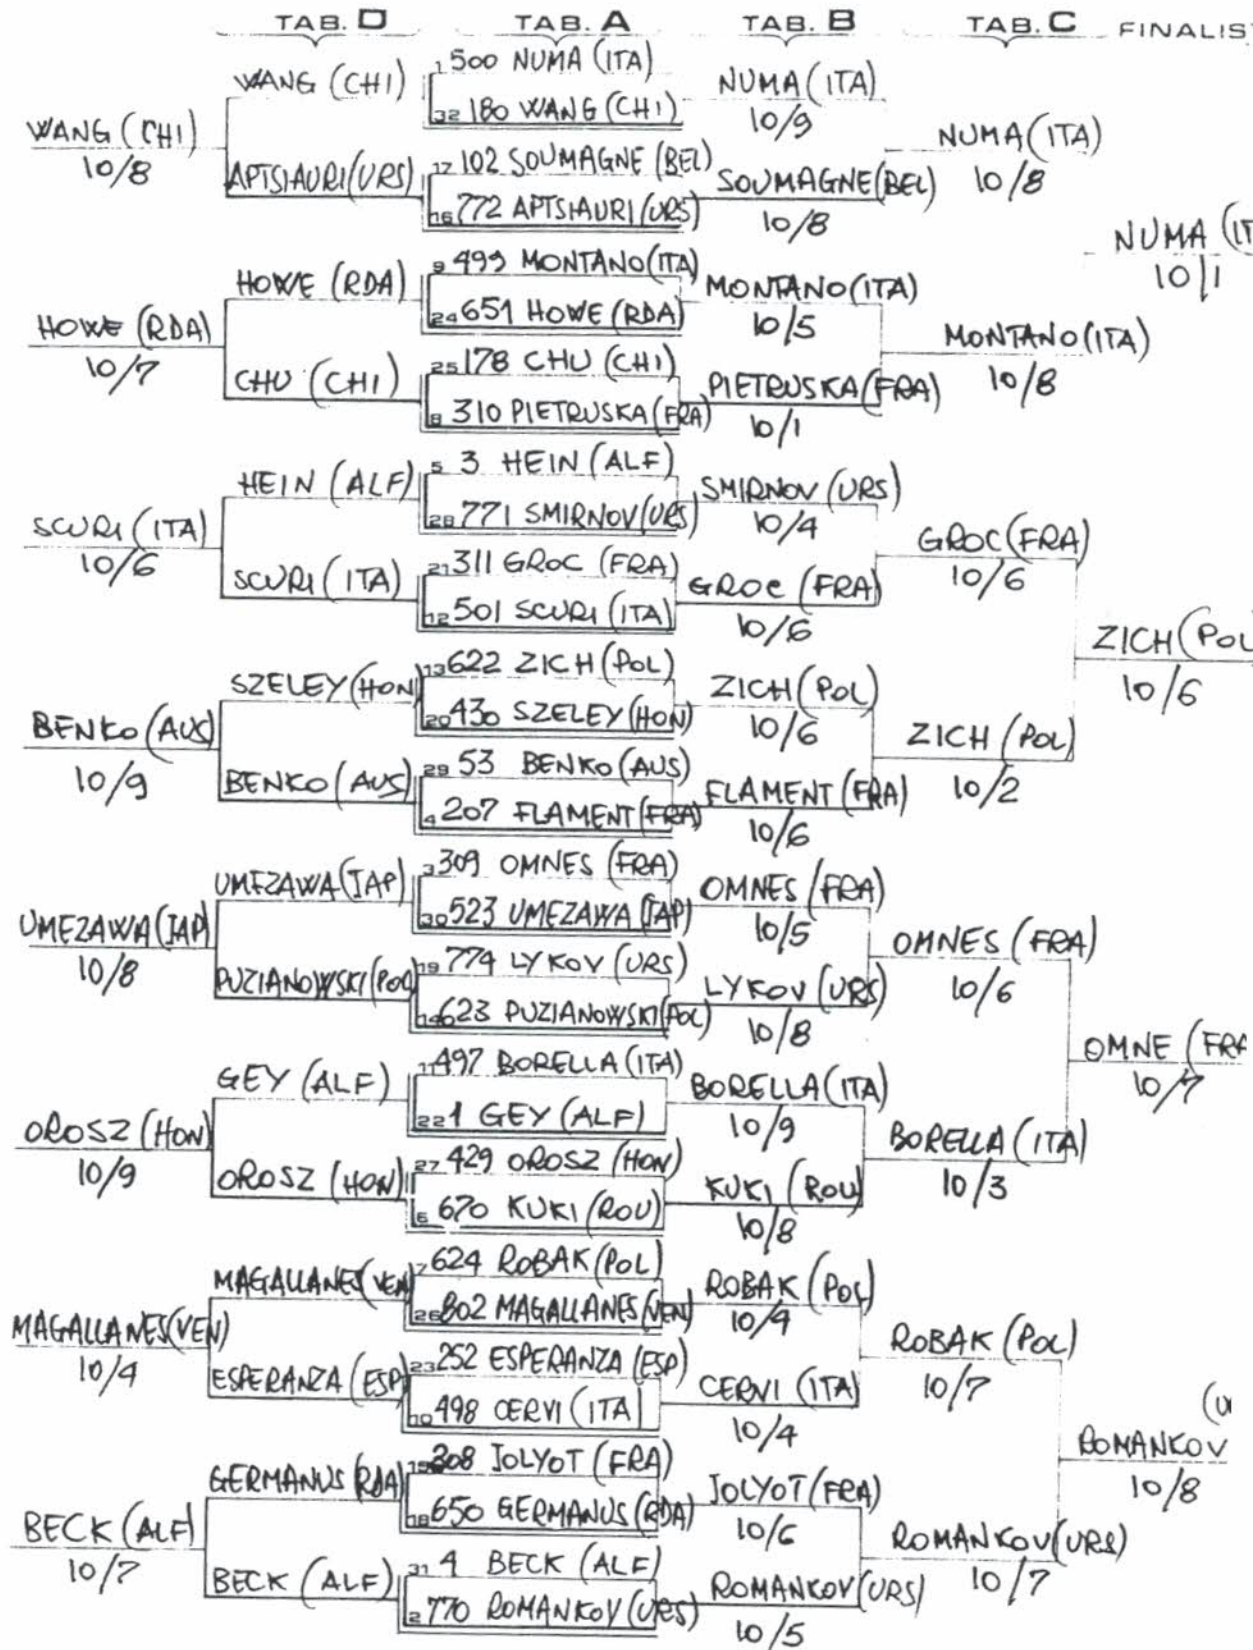 TAB. D TAB. A TAB. B TAB. C FINALIS
1 500 NUMA (ITA)
WANG (CHI) NUMA (ITA)
32 180 WANG (CHI) 10/9
WANG (CHI) NUMA (ITA)
10/8 10/8
17 102 SOUMAGNE (BEL)
APTSIAURI (URS) SOUMAGNE (BEL)
16 772 APTSIAURI (URS) 10/8
NUMA (IT
10/1
9 499 MONTANO (ITA)
HOWE (RDA) MONTANO (ITA)
24 651 HOWE (RDA) 10/5
HOWE (RDA) MONTANO (ITA)
10/7 10/8
25 178 CHU (CHI)
CHU (CHI) PIETRUSKA (FRA)
8 310 PIETRUSKA (FRA) 10/1
5 3 HEIN (ALF)
HEIN (ALF) SMIRNOV (URS)
28 771 SMIRNOV (URS) 10/4
SCURI (ITA) GROC (FRA)
10/6 10/6
21 311 GROC (FRA)
SCURI (ITA) GROC (FRA)
12 501 SCURI (ITA) 10/6
ZICH (POL
10/6
13 622 ZICH (POL)
SZELEY (HON) ZICH (POL)
20 430 SZELEY (HON) 10/6
BENKO (AUS) ZICH (POL)
10/9 10/2
29 53 BENKO (AUS)
BENKO (AUS) FLAMENT (FRA)
4 207 FLAMENT (FRA) 10/6
3 309 OMNES (FRA)
UMEZAWA (JAP) OMNES (FRA)
30 523 UMEZAWA (JAP) 10/5
UMEZAWA (JAP) OMNES (FRA)
10/8 10/6
19 774 LYKOV (URS)
PUZIANOWSKI (POL) LYKOV (URS)
14 623 PUZIANOWSKI (POL) 10/8
OMNE (FRA
10/7
11 497 BORELLA (ITA)
GEY (ALF) BORELLA (ITA)
22 1 GEY (ALF) 10/9
OROSZ (HON) BORELLA (ITA)
10/9 10/3
27 429 OROSZ (HON)
OROSZ (HON) KUKI (ROU)
6 670 KUKI (ROU) 10/8
7 624 ROBAK (POL)
MAGALLANES (VEN) ROBAK (POL)
26 802 MAGALLANES (VEN) 10/4
MAGALLANES (VEN) ROBAK (POL)
10/4 10/7
23 252 ESPERANZA (ESP)
ESPERANZA (ESP) CERVI (ITA)
10 498 CERVI (ITA) 10/4
(U
ROMANKOV
10/8
15 308 JOLYOT (FRA)
GERMANUS (RDA) JOLYOT (FRA)
18 650 GERMANUS (RDA) 10/6
BECK (ALF) ROMANKOV (URS)
10/7 10/7
31 4 BECK (ALF)
BECK (ALF) ROMANKOV (URS)
2 770 ROMANKOV (URS) 10/5